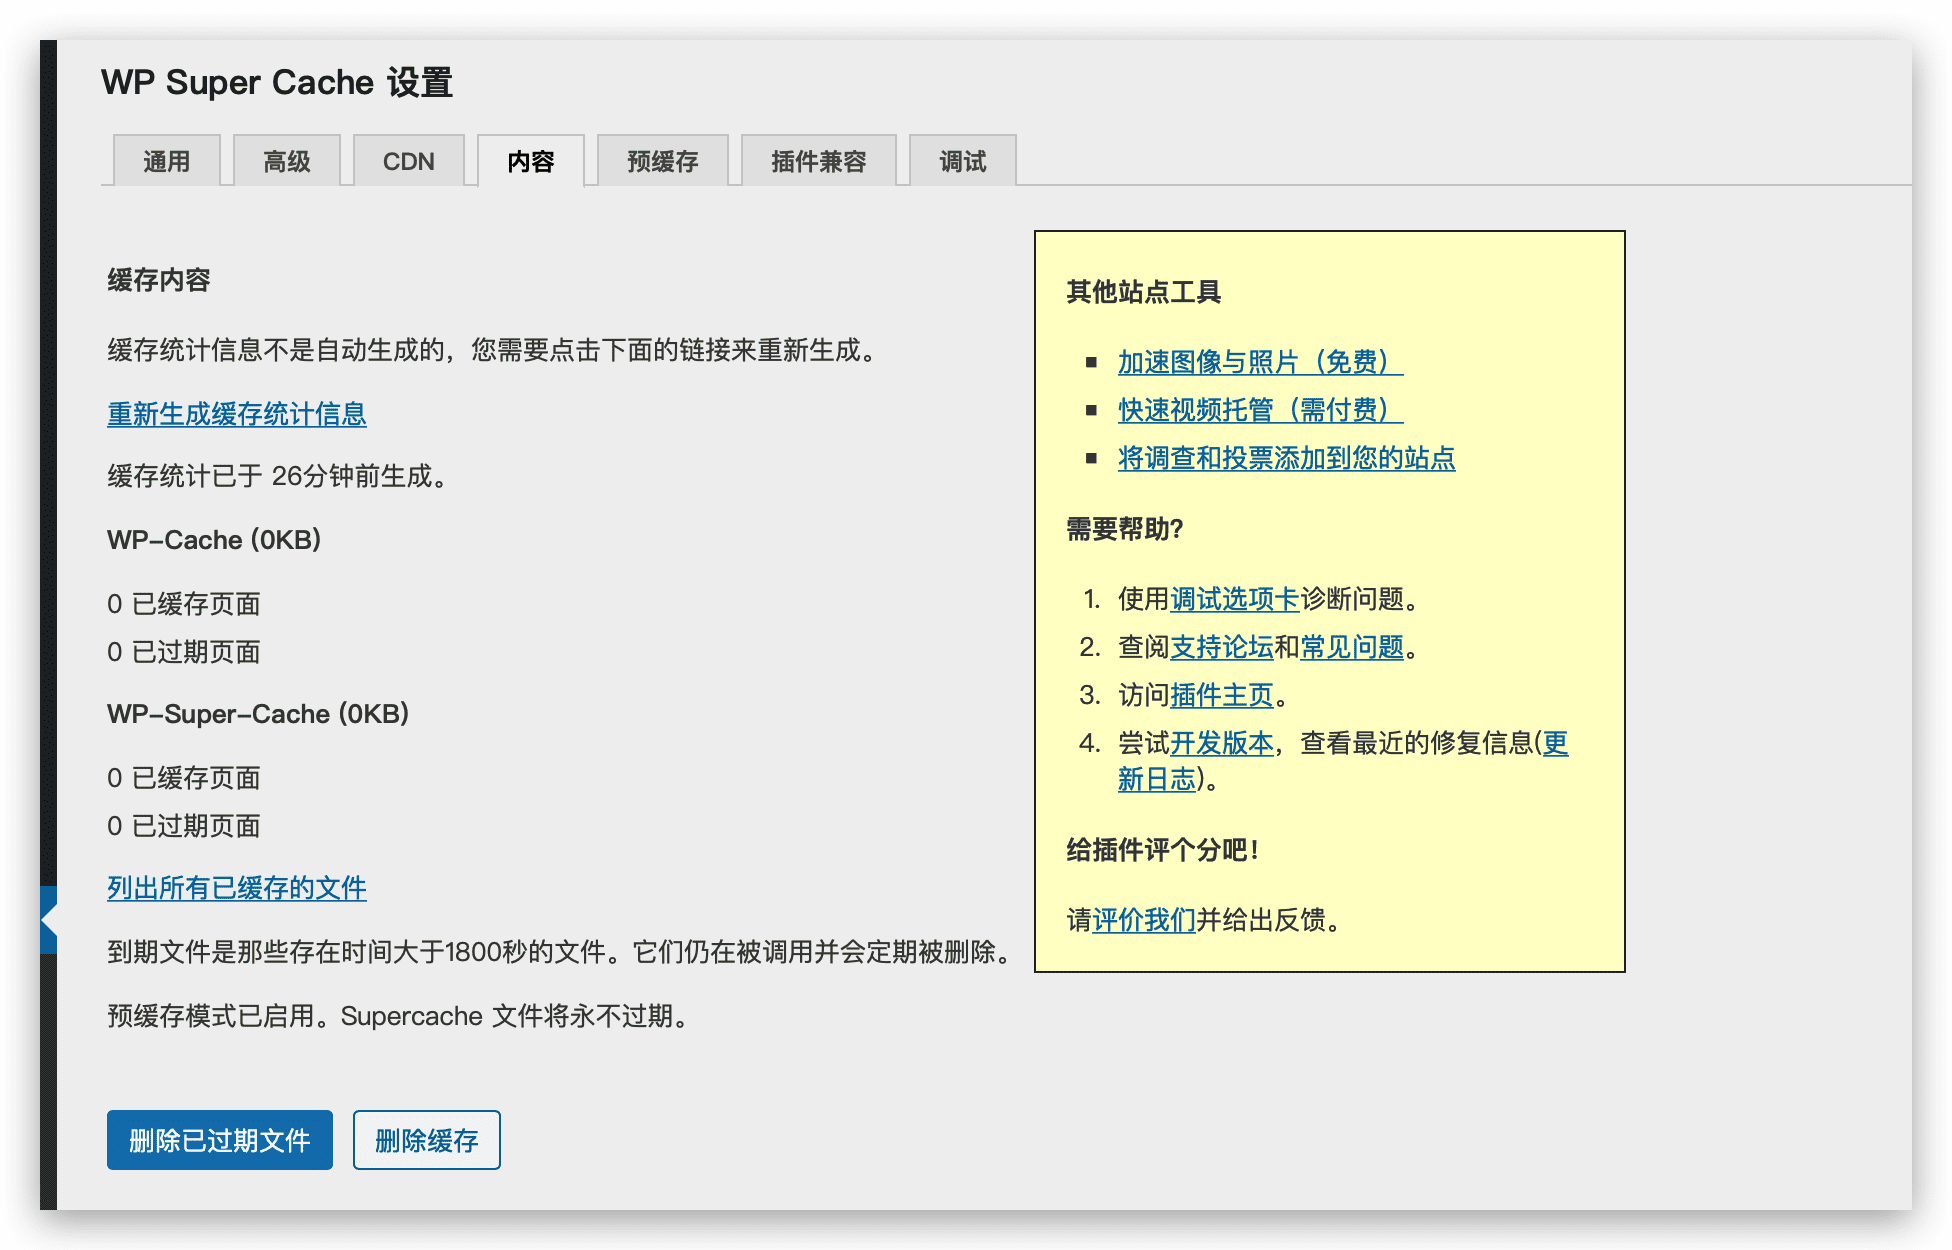 WP Super Cache 设置
通用
高级
CDN
内容
预缓存
插件兼容
调试
缓存内容
缓存统计信息不是自动生成的，您需要点击下面的链接来重新生成。
重新生成缓存统计信息
缓存统计已于 26分钟前生成。
WP-Cache (0KB)
0 已缓存页面
0 已过期页面
WP-Super-Cache (0KB)
0 已缓存页面
0 已过期页面
列出所有已缓存的文件
到期文件是那些存在时间大于1800秒的文件。它们仍在被调用并会定期被删除。
预缓存模式已启用。Supercache 文件将永不过期。
删除已过期文件
删除缓存
其他站点工具
▪ 加速图像与照片（免费）
▪ 快速视频托管（需付费）
▪ 将调查和投票添加到您的站点
需要帮助?
1. 使用调试选项卡诊断问题。
2. 查阅支持论坛和常见问题。
3. 访问插件主页。
4. 尝试开发版本，查看最近的修复信息(更
新日志)。
给插件评个分吧！
请评价我们并给出反馈。